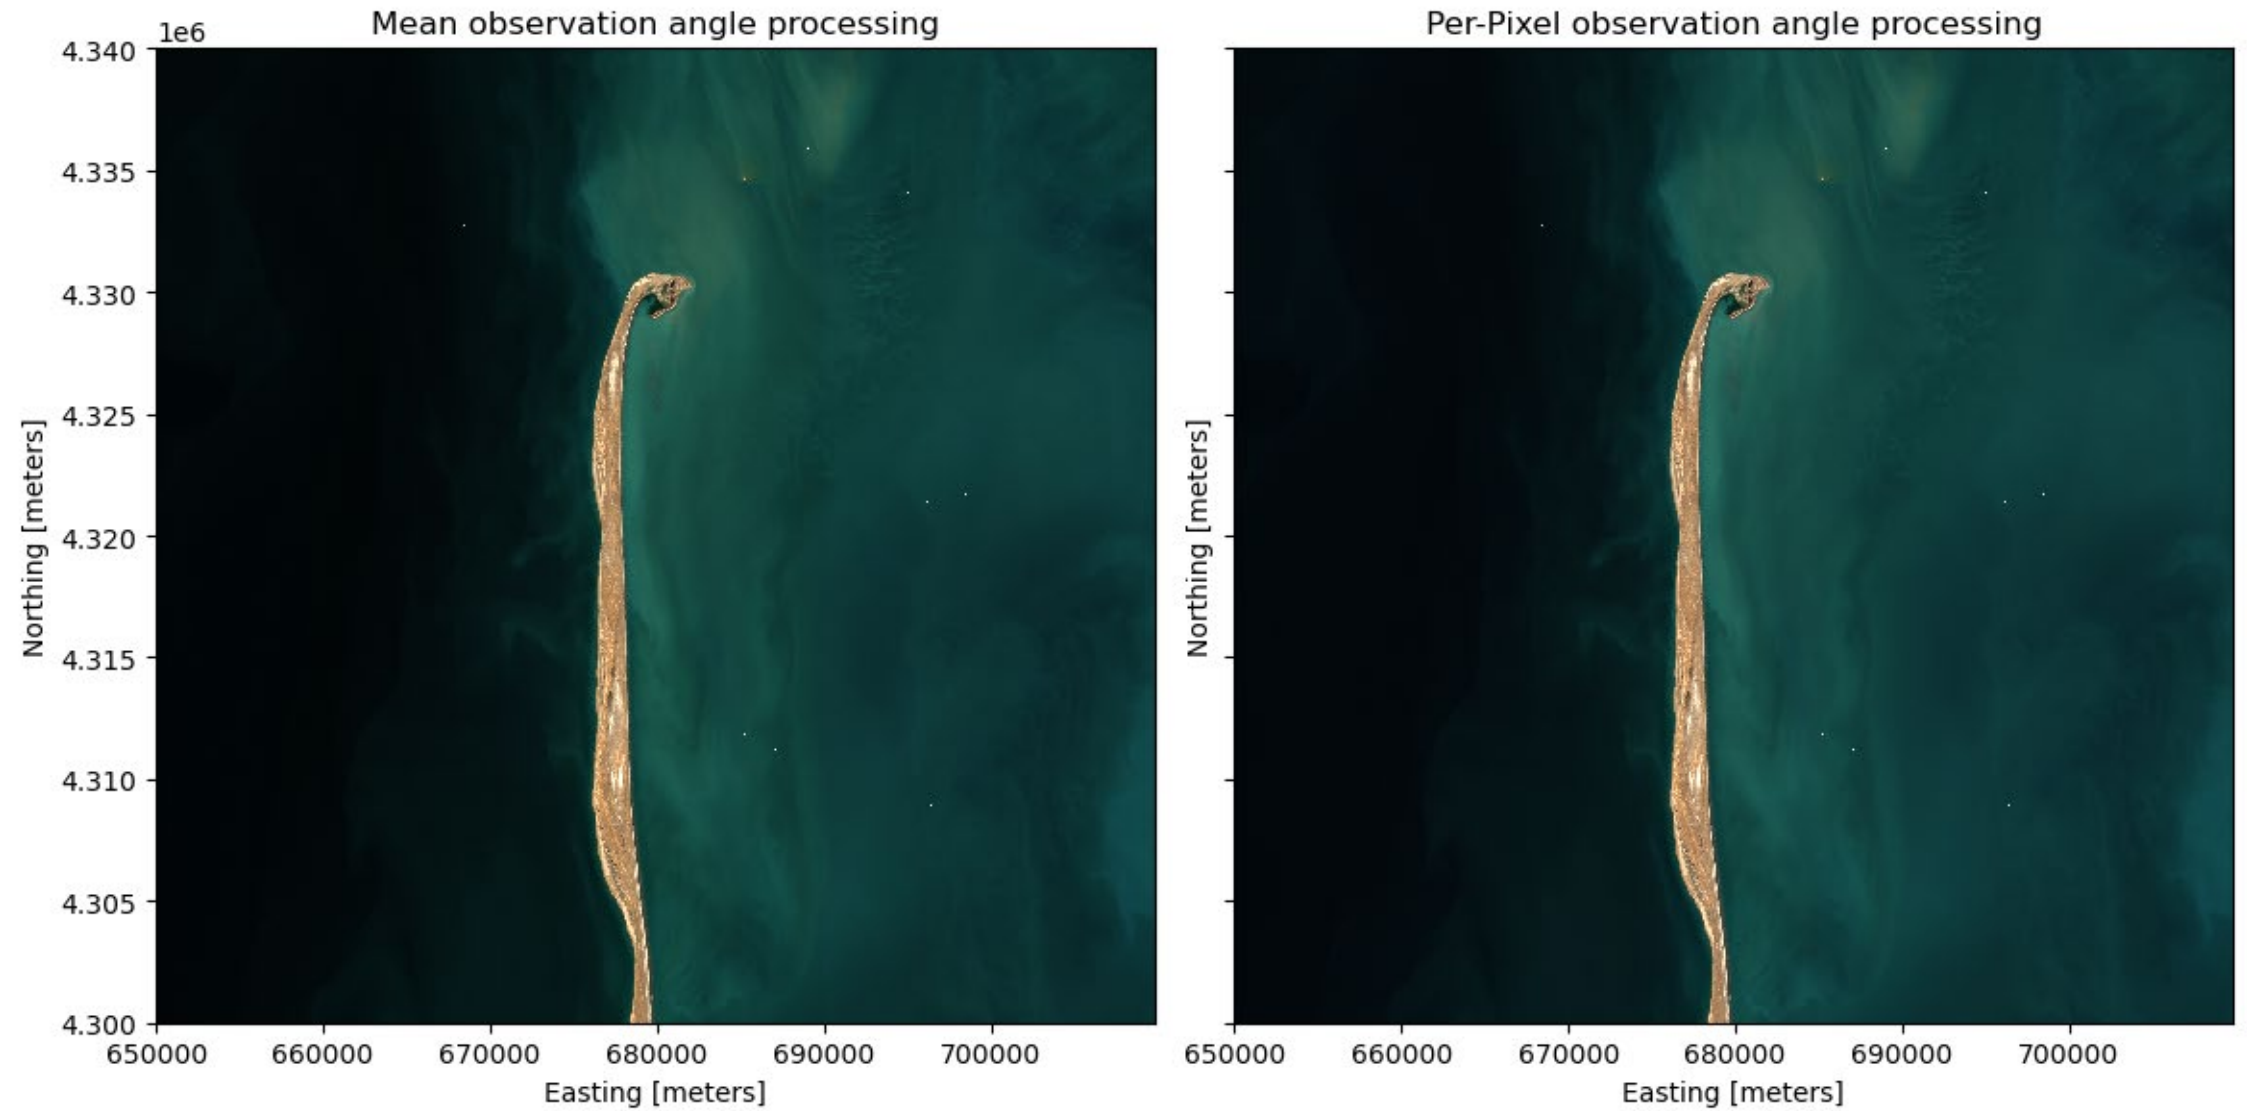 Mean observation angle processing
Per-Pixel observation angle processing
1e6
4.340
4.335
4.330
4.325
4.320
4.315
4.310
4.305
4.300
Northing [meters]
Northing [meters]
650000 660000 670000 680000 690000 700000
650000 660000 670000 680000 690000 700000
Easting [meters]
Easting [meters]